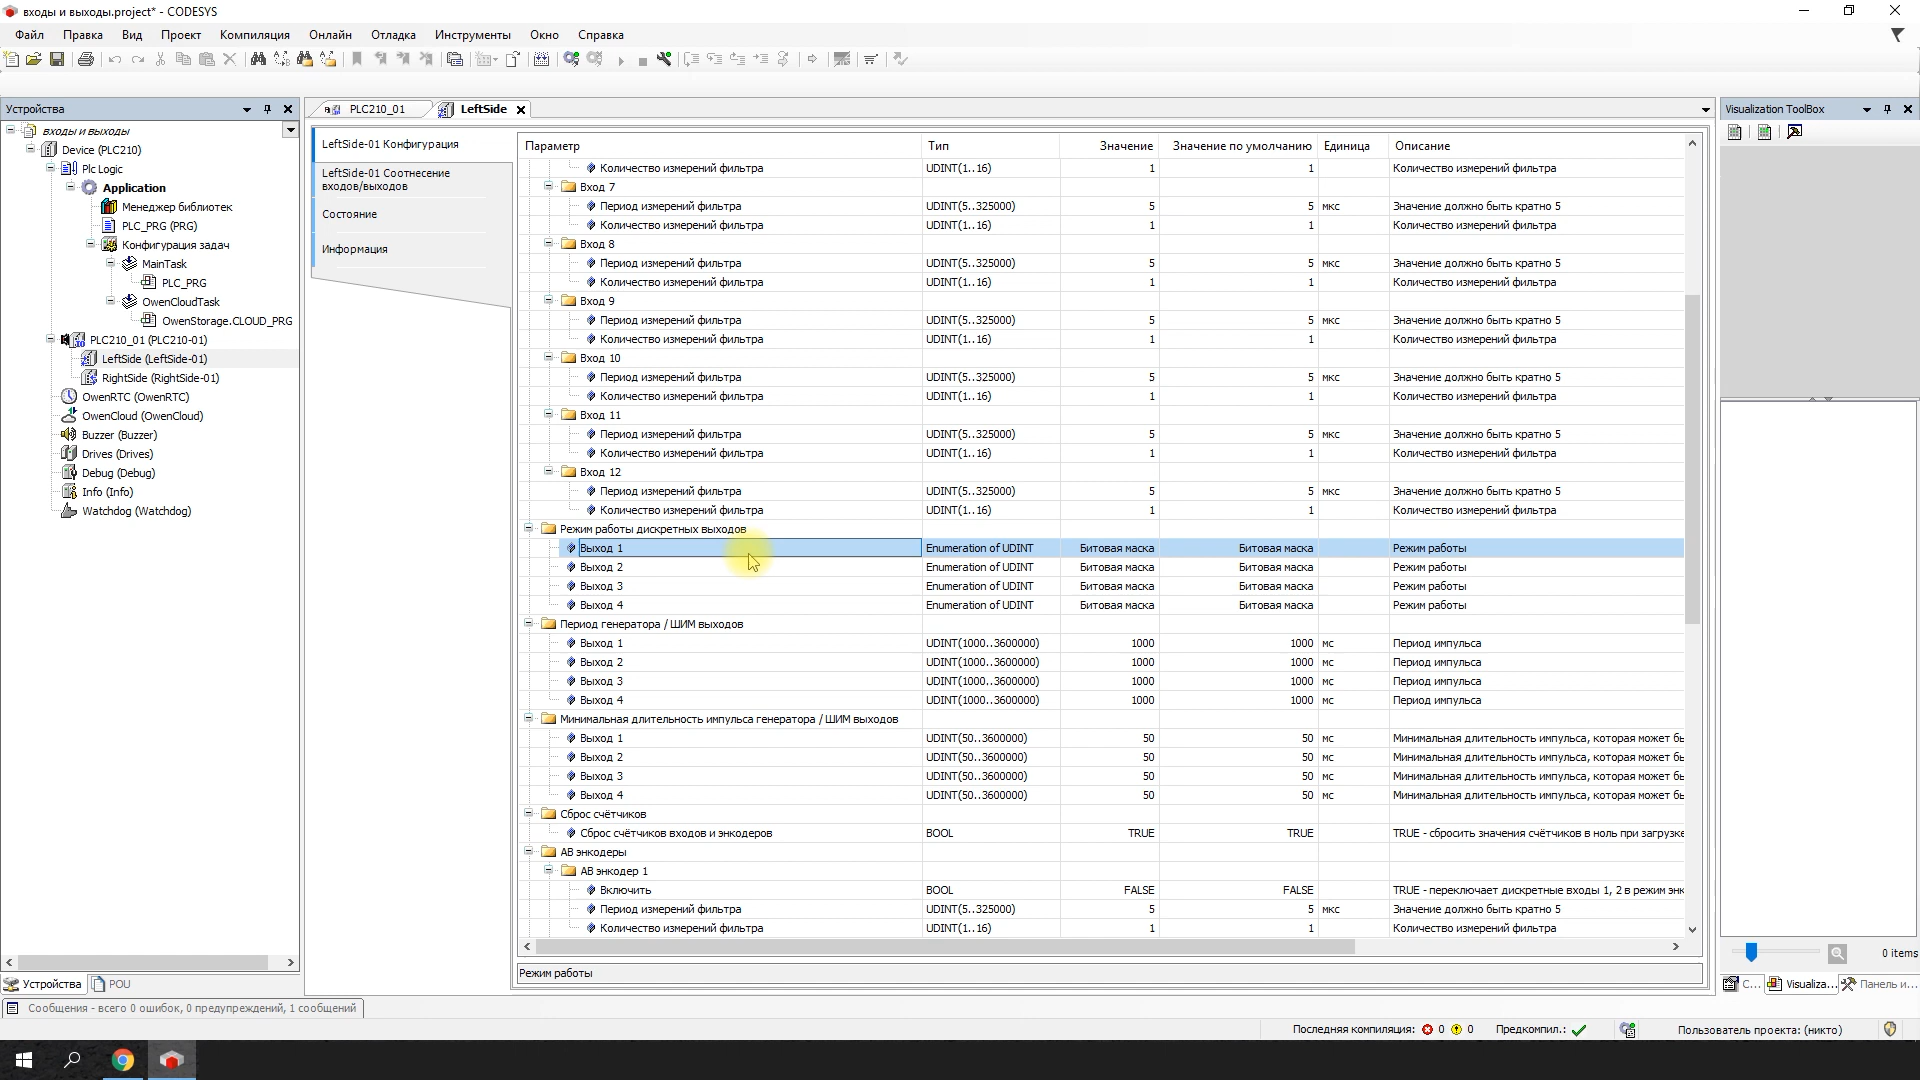 входы и выходы.project* - CODESYS
Файл Правка Вид Проект Компиляция Онлайн Отладка Инструменты Окно Справка
Устройства
входы и выходы
Device (PLC210)
Plc Logic
Application
Менеджер библиотек
PLC_PRG (PRG)
Конфигурация задач
MainTask
PLC_PRG
OwenCloudTask
OwenStorage.CLOUD_PRG
PLC210_01 (PLC210-01)
LeftSide (LeftSide-01)
RightSide (RightSide-01)
OwenRTC (OwenRTC)
OwenCloud (OwenCloud)
Buzzer (Buzzer)
Drives (Drives)
Debug (Debug)
Info (Info)
Watchdog (Watchdog)
Устройства POU
PLC210_01 LeftSide
LeftSide-01 Конфигурация
LeftSide-01 Соотнесение
входов/выходов
Состояние
Информация
Параметр Тип Значение Значение по умолчанию Единица Описание
Количество измерений фильтра UDINT(1..16) 1 1 Количество измерений фильтра
Вход 7
Период измерений фильтра UDINT(5..325000) 5 5 мкс Значение должно быть кратно 5
Количество измерений фильтра UDINT(1..16) 1 1 Количество измерений фильтра
Вход 8
Период измерений фильтра UDINT(5..325000) 5 5 мкс Значение должно быть кратно 5
Количество измерений фильтра UDINT(1..16) 1 1 Количество измерений фильтра
Вход 9
Период измерений фильтра UDINT(5..325000) 5 5 мкс Значение должно быть кратно 5
Количество измерений фильтра UDINT(1..16) 1 1 Количество измерений фильтра
Вход 10
Период измерений фильтра UDINT(5..325000) 5 5 мкс Значение должно быть кратно 5
Количество измерений фильтра UDINT(1..16) 1 1 Количество измерений фильтра
Вход 11
Период измерений фильтра UDINT(5..325000) 5 5 мкс Значение должно быть кратно 5
Количество измерений фильтра UDINT(1..16) 1 1 Количество измерений фильтра
Вход 12
Период измерений фильтра UDINT(5..325000) 5 5 мкс Значение должно быть кратно 5
Количество измерений фильтра UDINT(1..16) 1 1 Количество измерений фильтра
Режим работы дискретных выходов
Выход 1 Enumeration of UDINT Битовая маска Битовая маска Режим работы
Выход 2 Enumeration of UDINT Битовая маска Битовая маска Режим работы
Выход 3 Enumeration of UDINT Битовая маска Битовая маска Режим работы
Выход 4 Enumeration of UDINT Битовая маска Битовая маска Режим работы
Период генератора / ШИМ выходов
Выход 1 UDINT(1000..3600000) 1000 1000 мс Период импульса
Выход 2 UDINT(1000..3600000) 1000 1000 мс Период импульса
Выход 3 UDINT(1000..3600000) 1000 1000 мс Период импульса
Выход 4 UDINT(1000..3600000) 1000 1000 мс Период импульса
Минимальная длительность импульса генератора / ШИМ выходов
Выход 1 UDINT(50..3600000) 50 50 мс Минимальная длительность импульса, которая может бы
Выход 2 UDINT(50..3600000) 50 50 мс Минимальная длительность импульса, которая может бы
Выход 3 UDINT(50..3600000) 50 50 мс Минимальная длительность импульса, которая может бы
Выход 4 UDINT(50..3600000) 50 50 мс Минимальная длительность импульса, которая может бы
Сброс счётчиков
Сброс счётчиков входов и энкодеров BOOL TRUE TRUE TRUE - сбросить значения счётчиков в ноль при загрузке
АВ энкодеры
АВ энкодер 1
Включить BOOL FALSE FALSE TRUE - переключает дискретные входы 1, 2 в режим энк
Период измерений фильтра UDINT(5..325000) 5 5 мкс Значение должно быть кратно 5
Количество измерений фильтра UDINT(1..16) 1 1 Количество измерений фильтра
Режим работы
Visualization ToolBox
0 items
С... Visualiza... Панель и...
Сообщения - всего 0 ошибок, 0 предупреждений, 1 сообщений
Последняя компиляция: 0 0 Предкомпил.: Пользователь проекта: (никто)